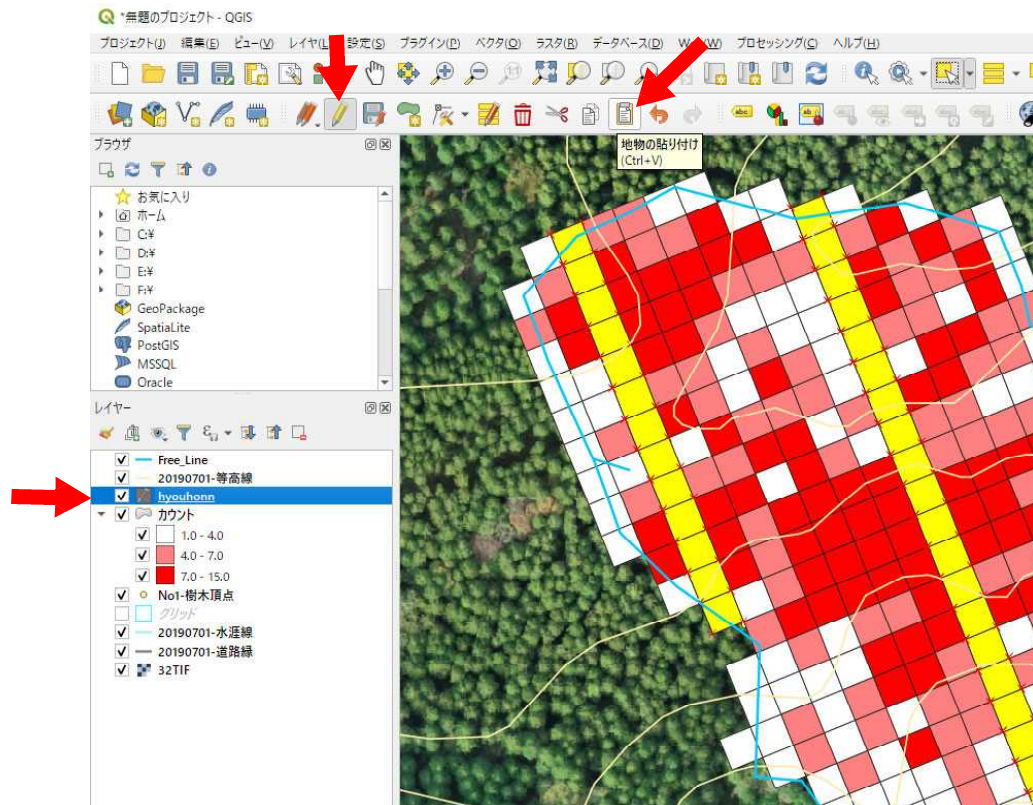 *無題のプロジェクト - QGIS
プロジェクト(J) 編集(E) ビュー(V) レイヤ(L 設定(S) プラグイン(P) ベクタ(O) ラスタ(R) データベース(D) W (W) プロセッシング(C) ヘルプ(H)
abc
ab
地物の貼り付け
(Ctrl+V)
ブラウザ
お気に入り
ホーム
C:¥
D:¥
E:¥
F:¥
GeoPackage
SpatiaLite
PostGIS
MSSQL
Oracle
レイヤー
Free_Line
20190701-等高線
hyouhonn
カウント
1.0 - 4.0
4.0 - 7.0
7.0 - 15.0
No1-樹木頂点
グリッド
20190701-水涯線
20190701-道路縁
32TIF